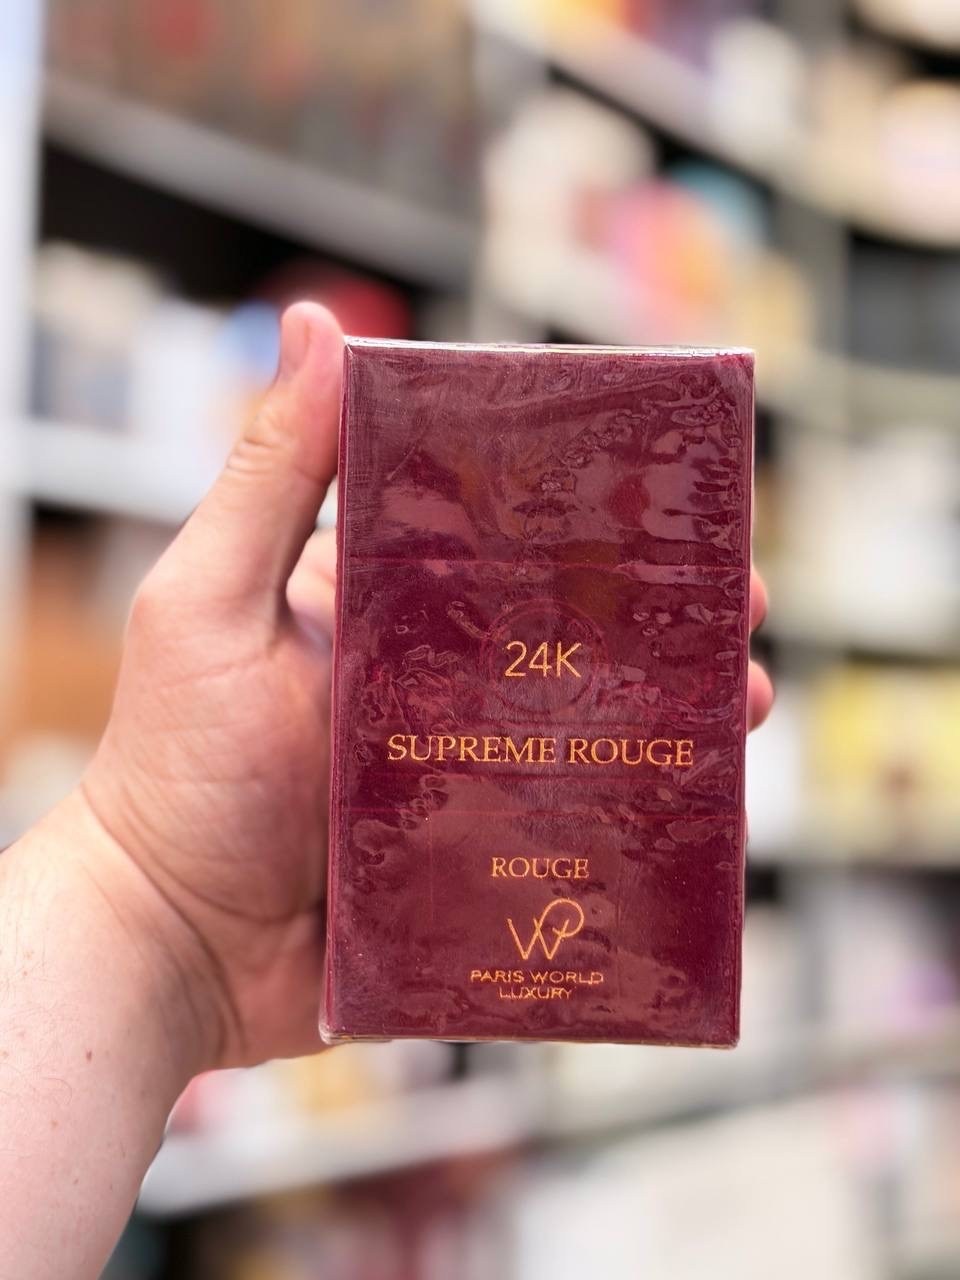 24K
SUPREME ROUGE
ROUGE
WP
PARIS WORLD
LUXURY